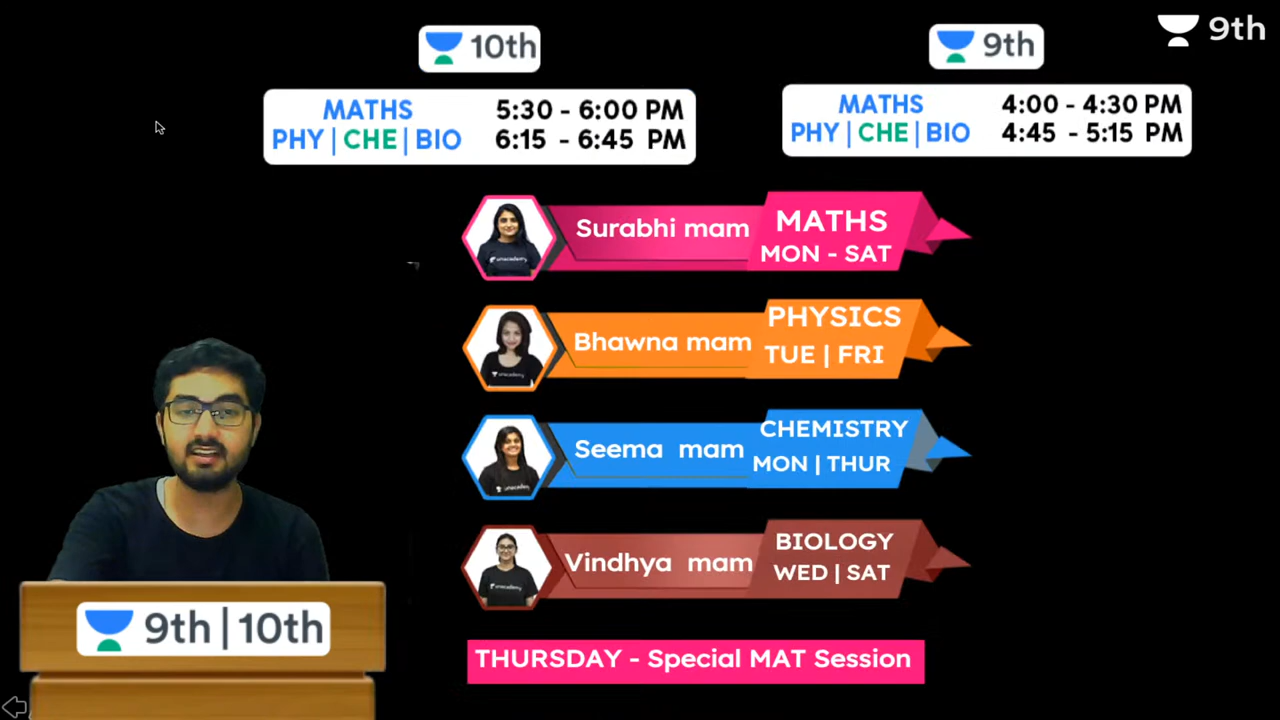 10th
9th
9th
MATHS 5:30 - 6:00 PM
PHY | CHE | BIO 6:15 - 6:45 PM
MATHS 4:00 - 4:30 PM
PHY | CHE | BIO 4:45 - 5:15 PM
Surabhi mam MATHS
MON - SAT
Bhawna mam PHYSICS
TUE | FRI
Seema mam CHEMISTRY
MON | THUR
Vindhya mam BIOLOGY
WED | SAT
9th | 10th
THURSDAY - Special MAT Session